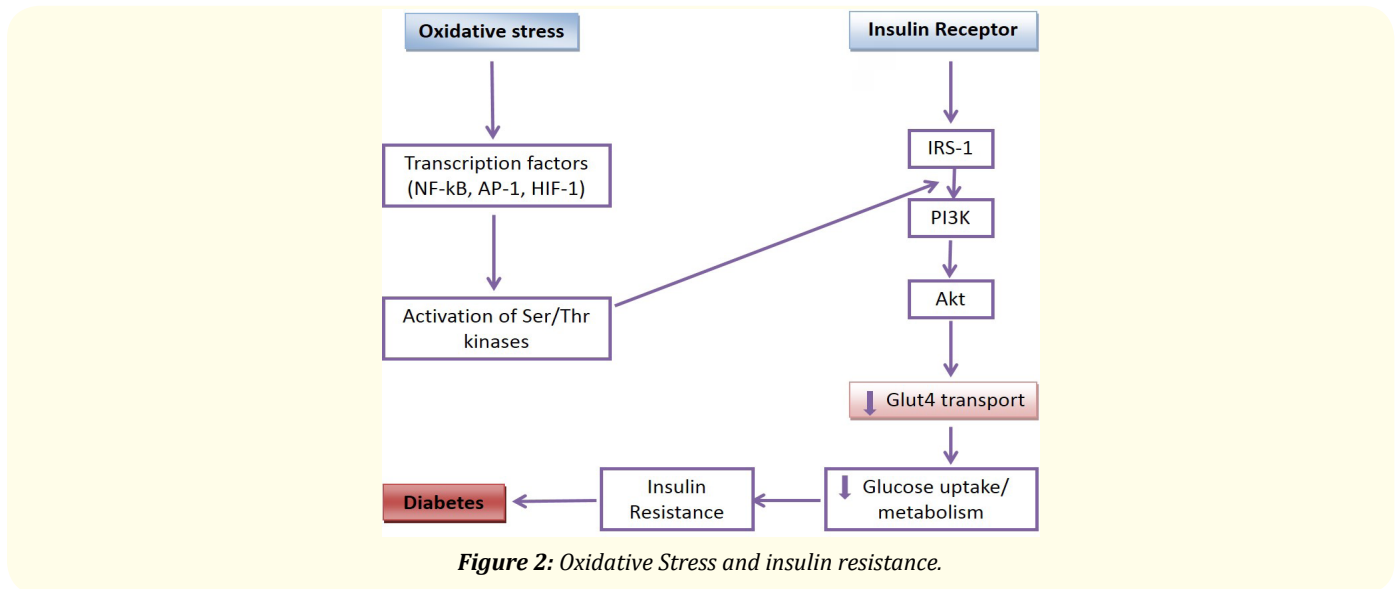 Oxidative stress
Insulin Receptor
IRS-1
Transcription factors
(NF-kB, AP-1, HIF-1)
PI3K
Akt
Activation of Ser/Thr
kinases
Glut4 transport
Glucose uptake/
metabolism
Insulin
Resistance
Diabetes
Figure 2: Oxidative Stress and insulin resistance.